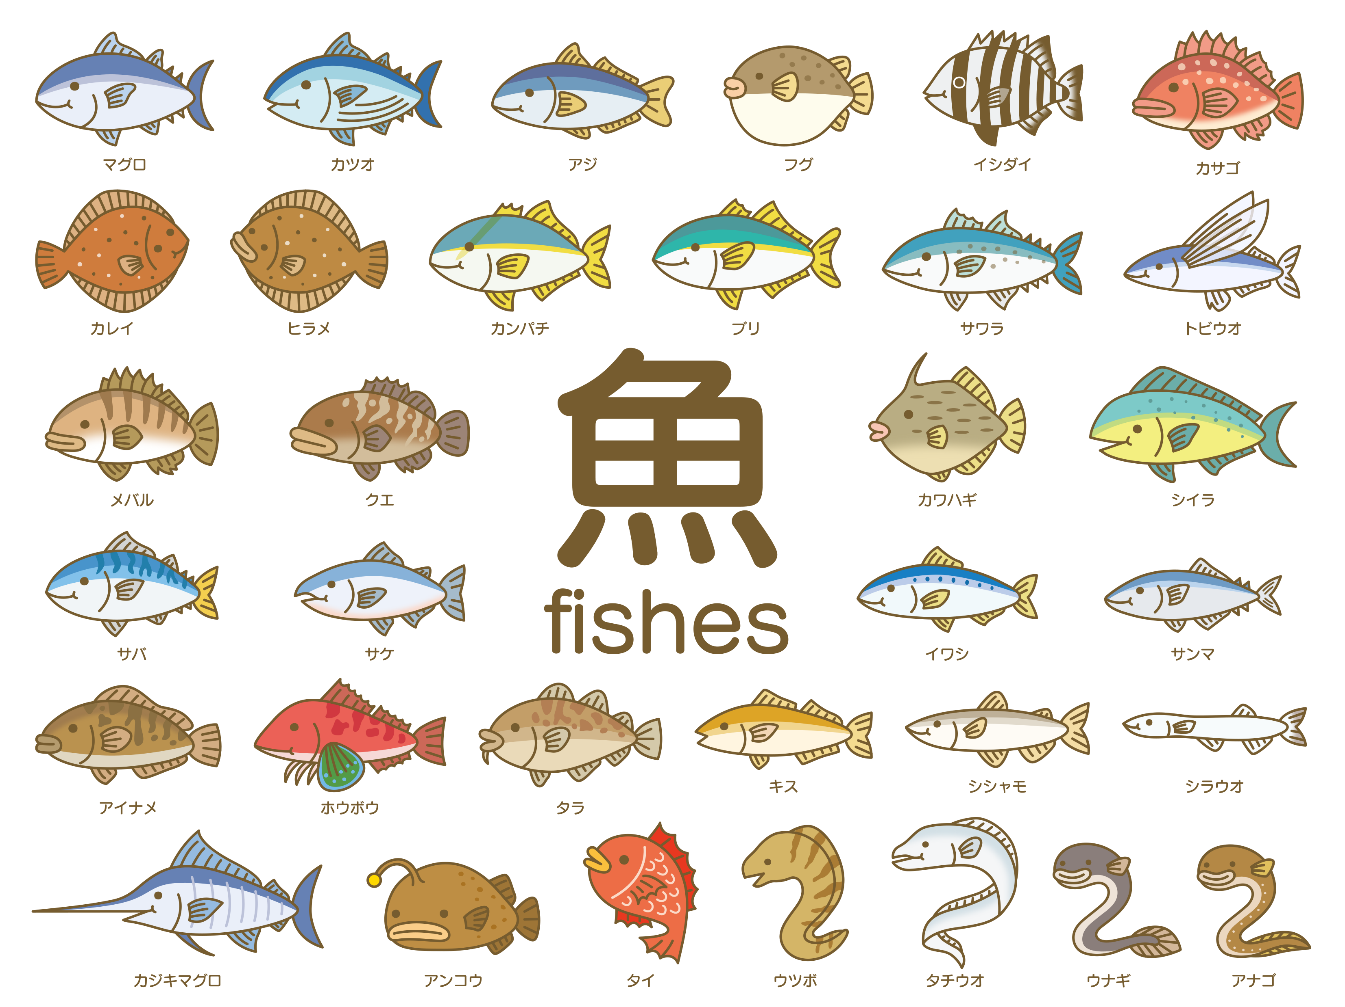 マグロ
カツオ
アジ
フグ
イシダイ
カサゴ
カレイ
ヒラメ
カンパチ
ブリ
サワラ
トビウオ
メバル
クエ
魚
fishes
カワハギ
シイラ
サバ
サケ
イワシ
サンマ
アイナメ
ホウボウ
タラ
キス
シシャモ
シラウオ
カジキマグロ
アンコウ
タイ
ウツボ
タチウオ
ウナギ
アナゴ